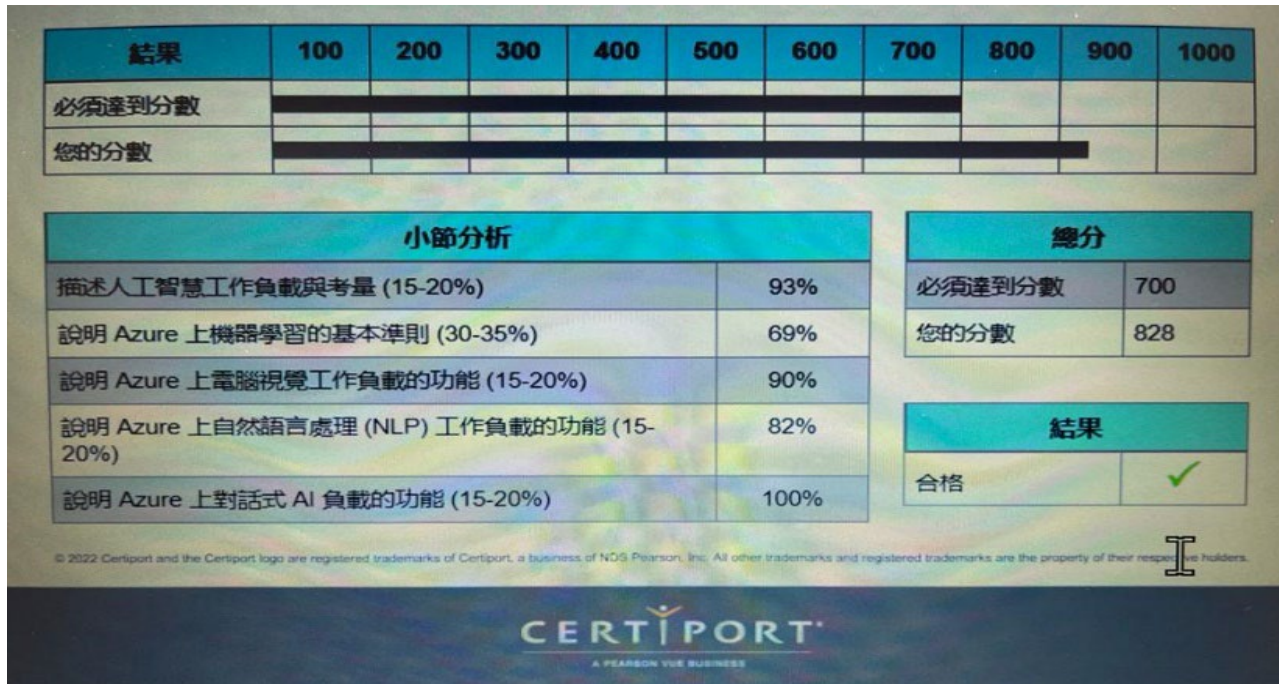 結果 100 200 300 400 500 600 700 800 900 1000
必須達到分數
您的分數
小節分析
描述人工智慧工作負載與考量 (15-20%) 93%
說明 Azure 上機器學習的基本準則 (30-35%) 69%
說明 Azure 上電腦視覺工作負載的功能 (15-20%) 90%
說明 Azure 上自然語言處理 (NLP) 工作負載的功能 (15- 82%
20%)
說明 Azure 上對話式 AI 負載的功能 (15-20%) 100%
總分
必須達到分數 700
您的分數 828
結果
合格 ✓
© 2022 Certiport and the Certiport logo are registered trademarks of Certiport, a business of NDS Pearson, Inc. All other trademarks and registered trademarks are the property of their respective holders.
CERTIPORT®
A PEARSON VUE BUSINESS